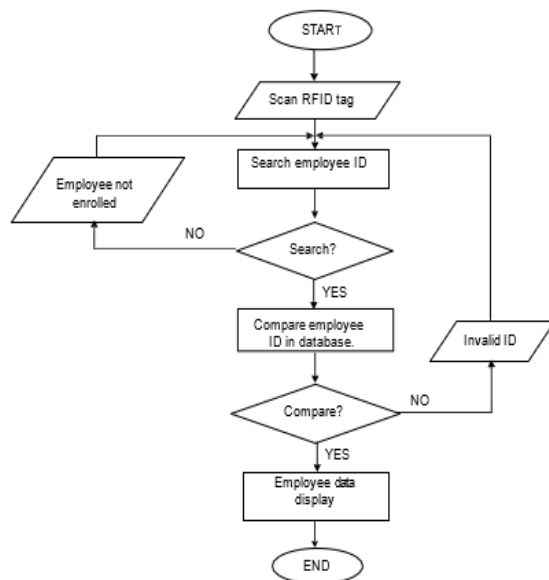 START
Scan RFID tag
Search employee ID
Employee not
enrolled
NO
Search?
YES
Compare employee
ID in database.
Invalid ID
Compare?
NO
YES
Employee data
display
END